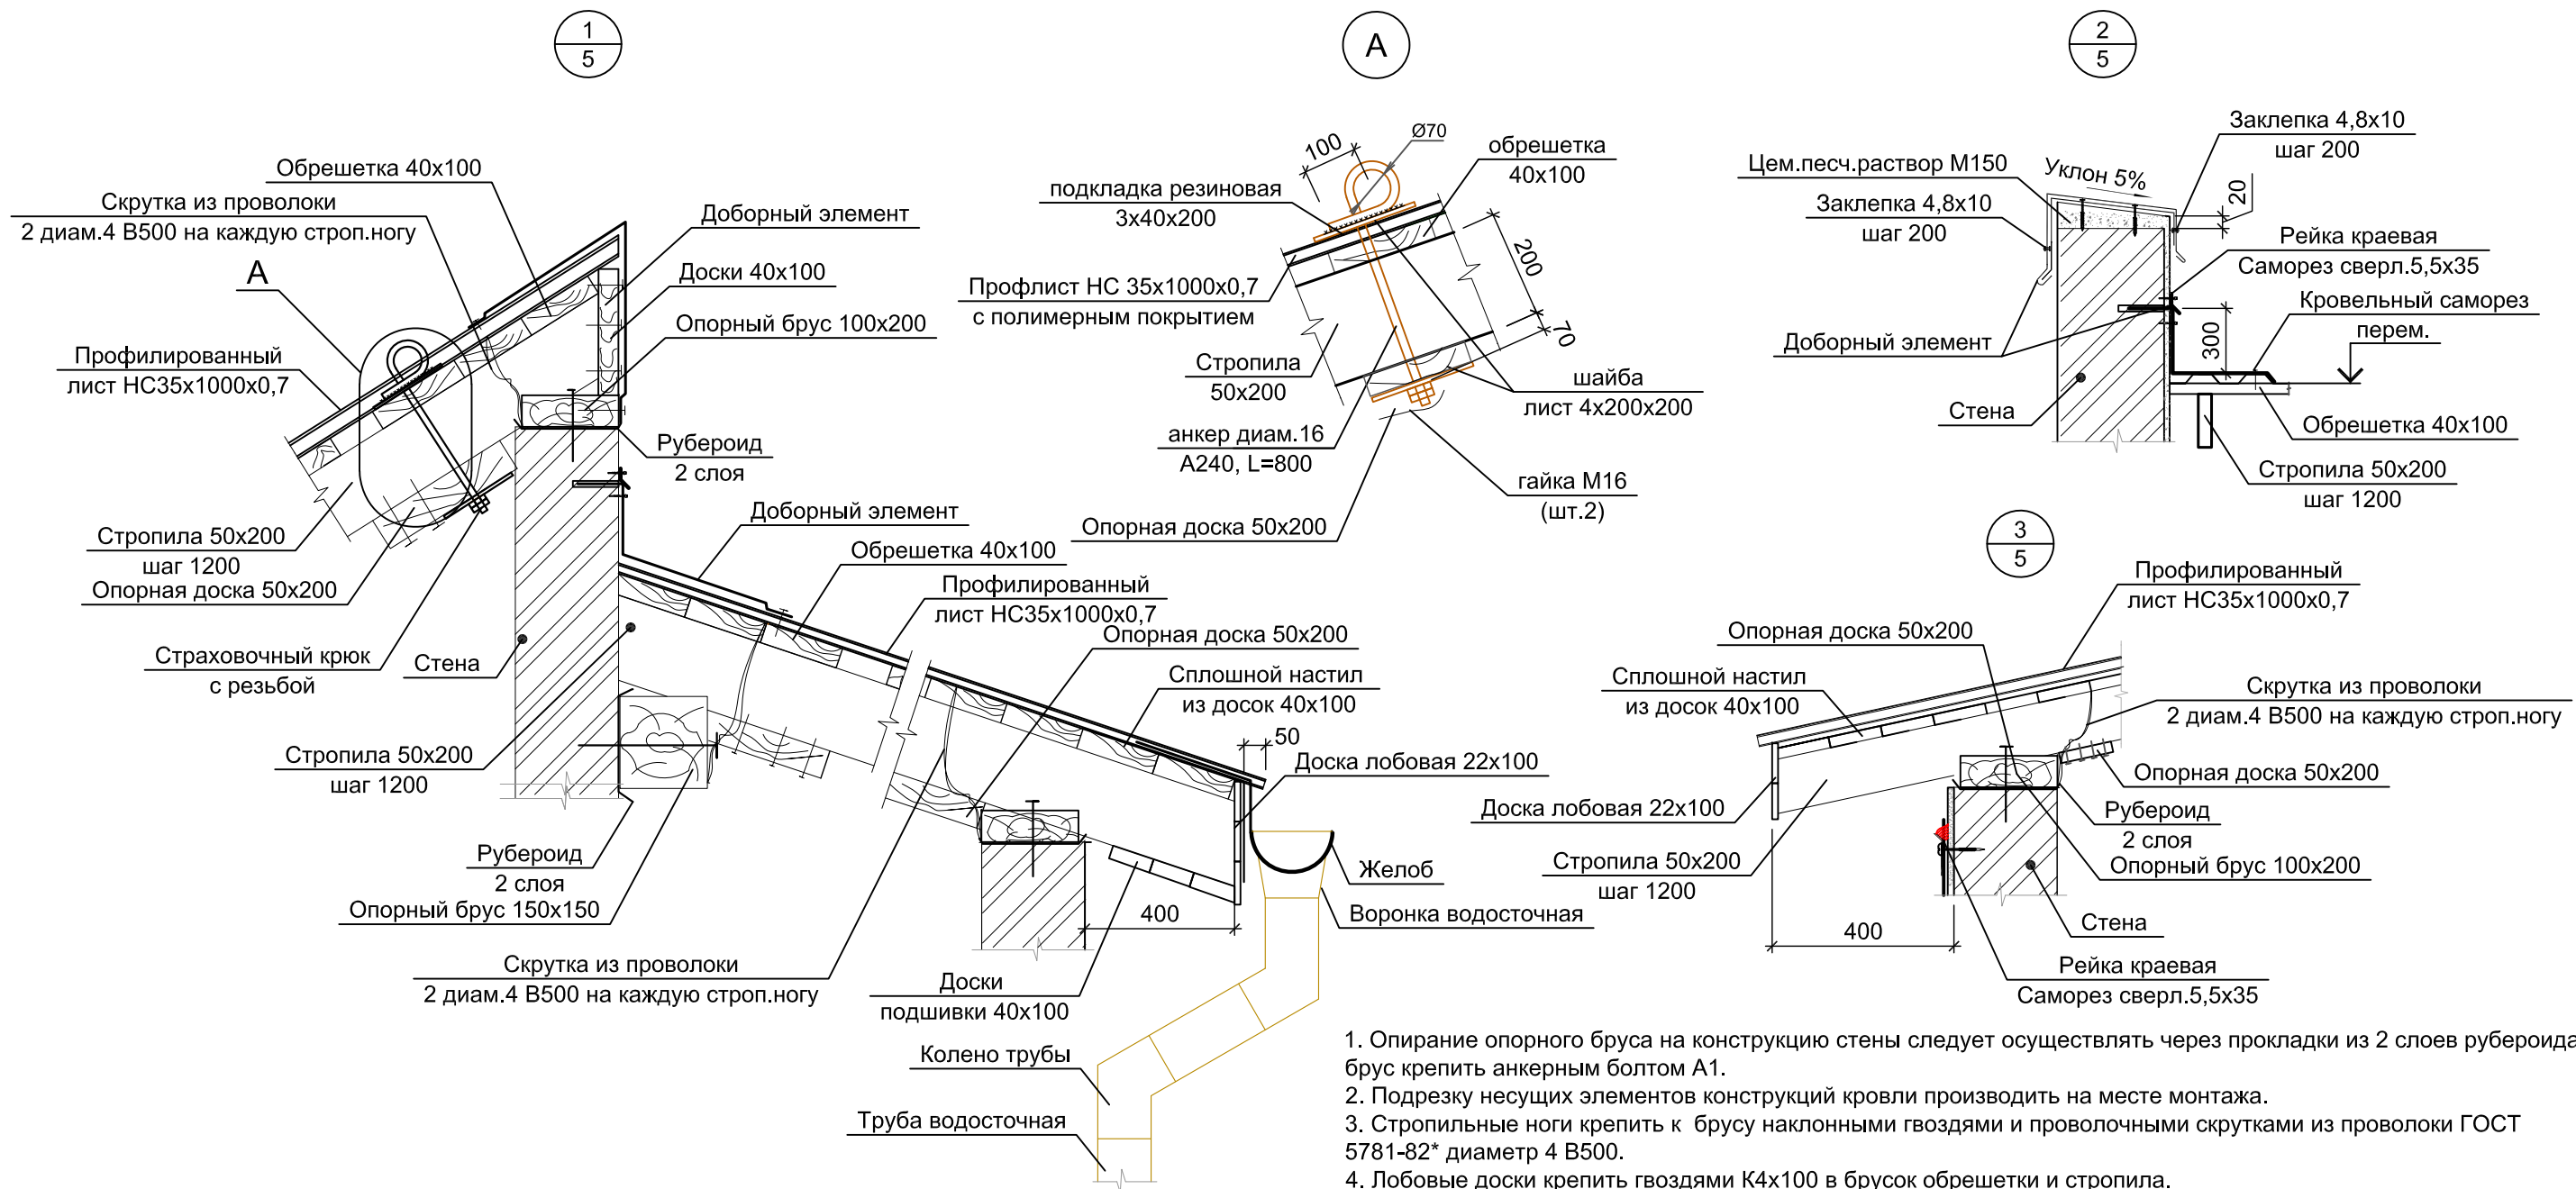 1
5
Обрешетка 40х100
Скрутка из проволоки
2 диам.4 В500 на каждую строп.ногу
А
Профилированный
лист НС35х1000х0,7
Доборный элемент
Доски 40х100
Опорный брус 100х200
Рубероид
2 слоя
Стропила 50х200
шаг 1200
Опорная доска 50х200
Страховочный крюк
с резьбой
Стена
Доборный элемент
Обрешетка 40х100
Профилированный
лист НС35х1000х0,7
Опорная доска 50х200
Сплошной настил
из досок 40х100
50
Доска лобовая 22х100
Стропила 50х200
шаг 1200
Рубероид
2 слоя
Опорный брус 150х150
Скрутка из проволоки
2 диам.4 В500 на каждую строп.ногу
400
Желоб
Воронка водосточная
Доски
подшивки 40х100
Колено трубы
Труба водосточная
А
100
Ø70
обрешетка
40х100
подкладка резиновая
3х40х200
200
70
Профлист НС 35х1000х0,7
с полимерным покрытием
Стропила
50х200
шайба
лист 4х200х200
анкер диам.16
А240, L=800
гайка М16
(шт.2)
Опорная доска 50х200
2
5
Заклепка 4,8х10
шаг 200
Цем.песч.раствор М150
Уклон 5%
20
Заклепка 4,8х10
шаг 200
Рейка краевая
Саморез сверл.5,5х35
Кровельный саморез
перем.
300
Доборный элемент
Стена
Обрешетка 40х100
Стропила 50х200
шаг 1200
3
5
Профилированный
лист НС35х1000х0,7
Опорная доска 50х200
Сплошной настил
из досок 40х100
Скрутка из проволоки
2 диам.4 В500 на каждую строп.ногу
Опорная доска 50х200
Доска лобовая 22х100
Рубероид
2 слоя
Стропила 50х200
шаг 1200
Опорный брус 100х200
400
Стена
Рейка краевая
Саморез сверл.5,5х35
1. Опирание опорного бруса на конструкцию стены следует осуществлять через прокладки из 2 слоев рубероида
брус крепить анкерным болтом А1.
2. Подрезку несущих элементов конструкций кровли производить на месте монтажа.
3. Стропильные ноги крепить к брусу наклонными гвоздями и проволочными скрутками из проволоки ГОСТ
5781-82* диаметр 4 В500.
4. Лобовые доски крепить гвоздями К4х100 в брусок обрешетки и стропила.